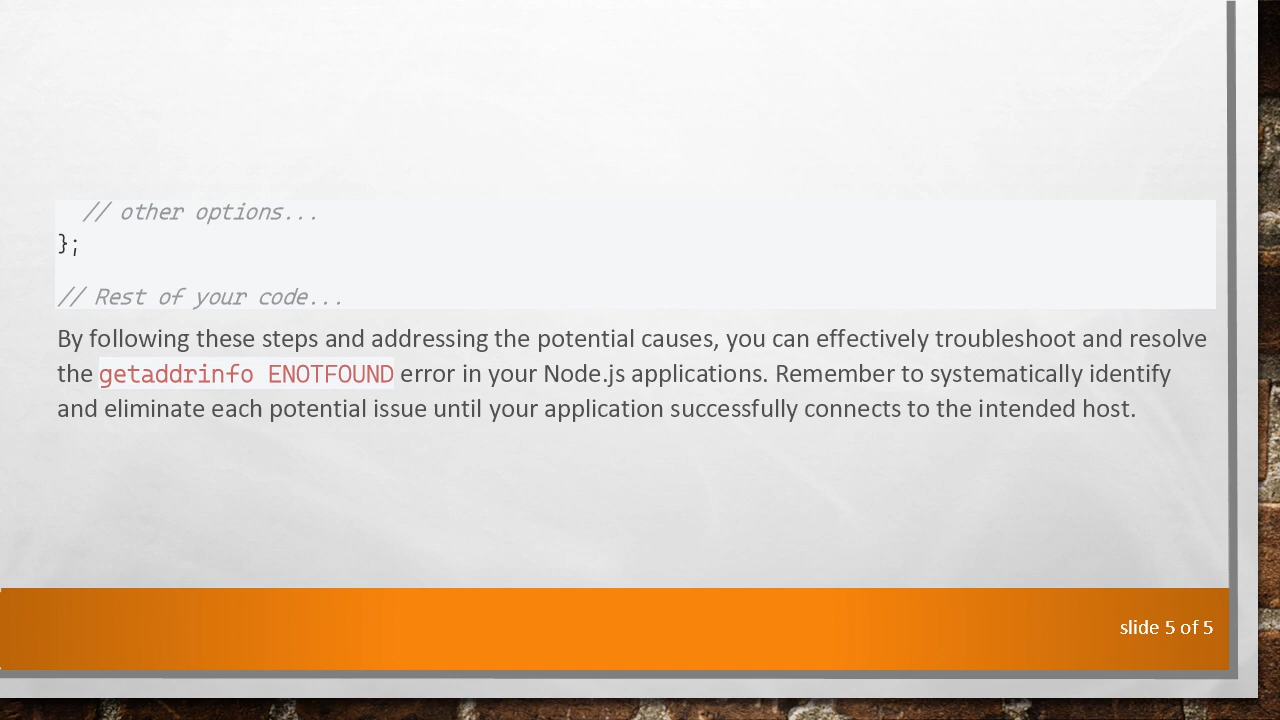 // other options...
};
// Rest of your code...
By following these steps and addressing the potential causes, you can effectively troubleshoot and resolve
the getaddrinfo ENOTFOUND error in your Node.js applications. Remember to systematically identify
and eliminate each potential issue until your application successfully connects to the intended host.
slide 5 of 5